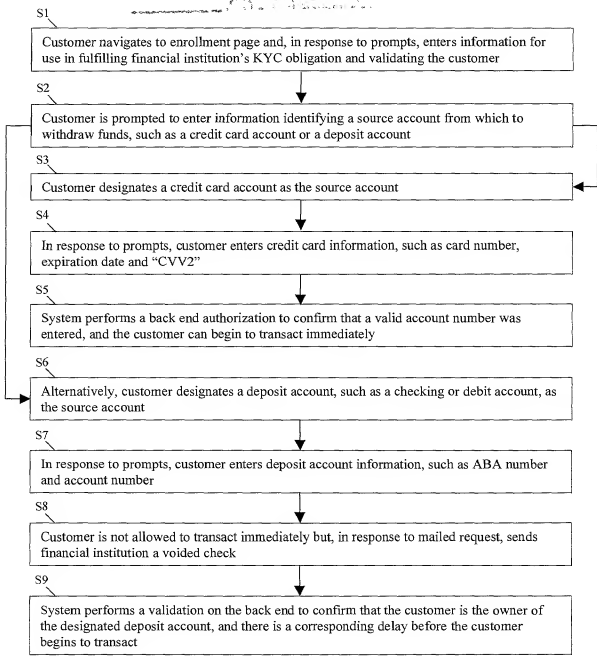 S1
Customer navigates to enrollment page and, in response to prompts, enters information for
use in fulfilling financial institution's KYC obligation and validating the customer
S2
Customer is prompted to enter information identifying a source account from which to
withdraw funds, such as a credit card account or a deposit account
S3
Customer designates a credit card account as the source account
S4
In response to prompts, customer enters credit card information, such as card number,
expiration date and “CVV2”
S5
System performs a back end authorization to confirm that a valid account number was
entered, and the customer can begin to transact immediately
S6
Alternatively, customer designates a deposit account, such as a checking or debit account, as
the source account
S7
In response to prompts, customer enters deposit account information, such as ABA number
and account number
S8
Customer is not allowed to transact immediately but, in response to mailed request, sends
financial institution a voided check
S9
System performs a validation on the back end to confirm that the customer is the owner of
the designated deposit account, and there is a corresponding delay before the customer
begins to transact